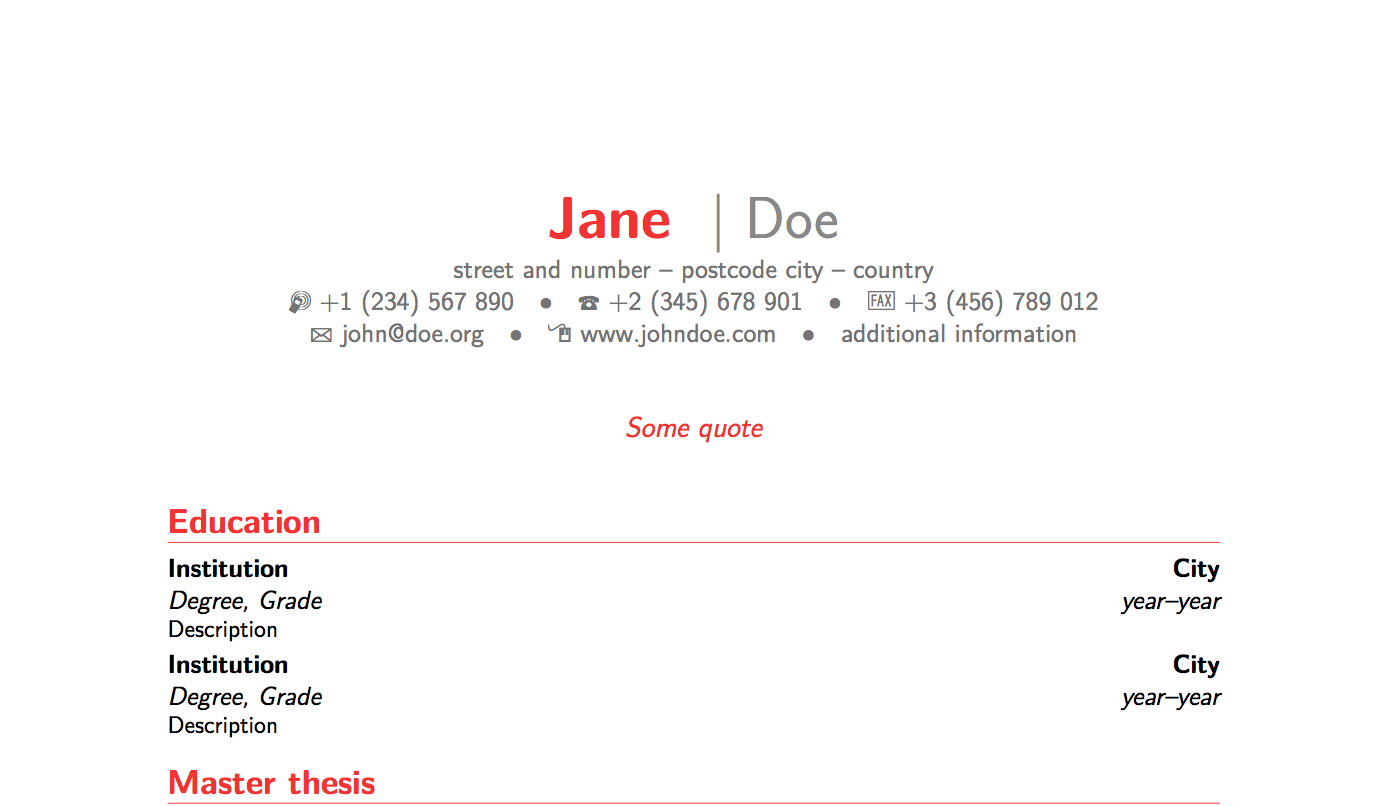 Jane | Doe
street and number – postcode city – country
+1 (234) 567 890 • ☎ +2 (345) 678 901 • FAX +3 (456) 789 012
✉ john@doe.org • www.johndoe.com • additional information
Some quote
Education
Institution City
Degree, Grade year–year
Description
Institution City
Degree, Grade year–year
Description
Master thesis